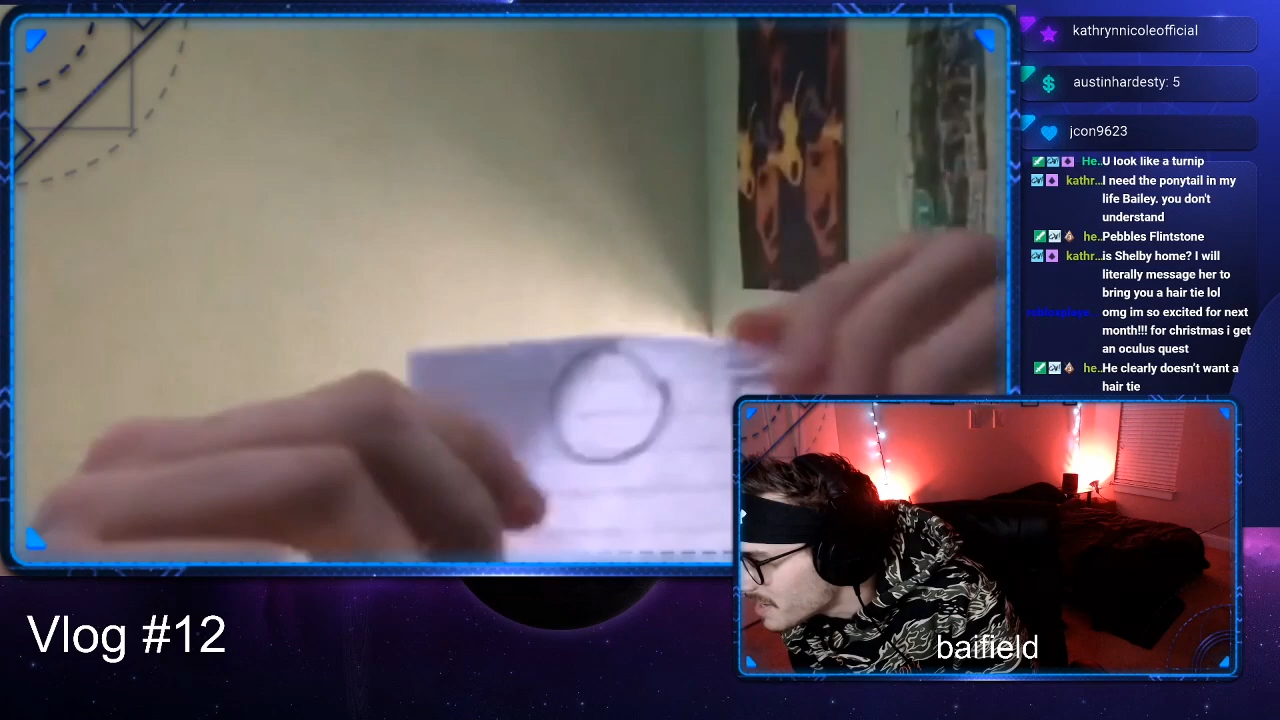 kathrynnicoleofficial
austinhardesty: 5
jcon9623
He..U look like a turnip
kathr...I need the ponytail in my
life Bailey. you don't
understand
he..Pebbles Flintstone
kathr...is Shelby home? I will
literally message her to
bring you a hair tie lol
omg im so excited for next
month!!! for christmas i get
an oculus quest
he..He clearly doesn't want a
hair tie
Vlog #12
baifield